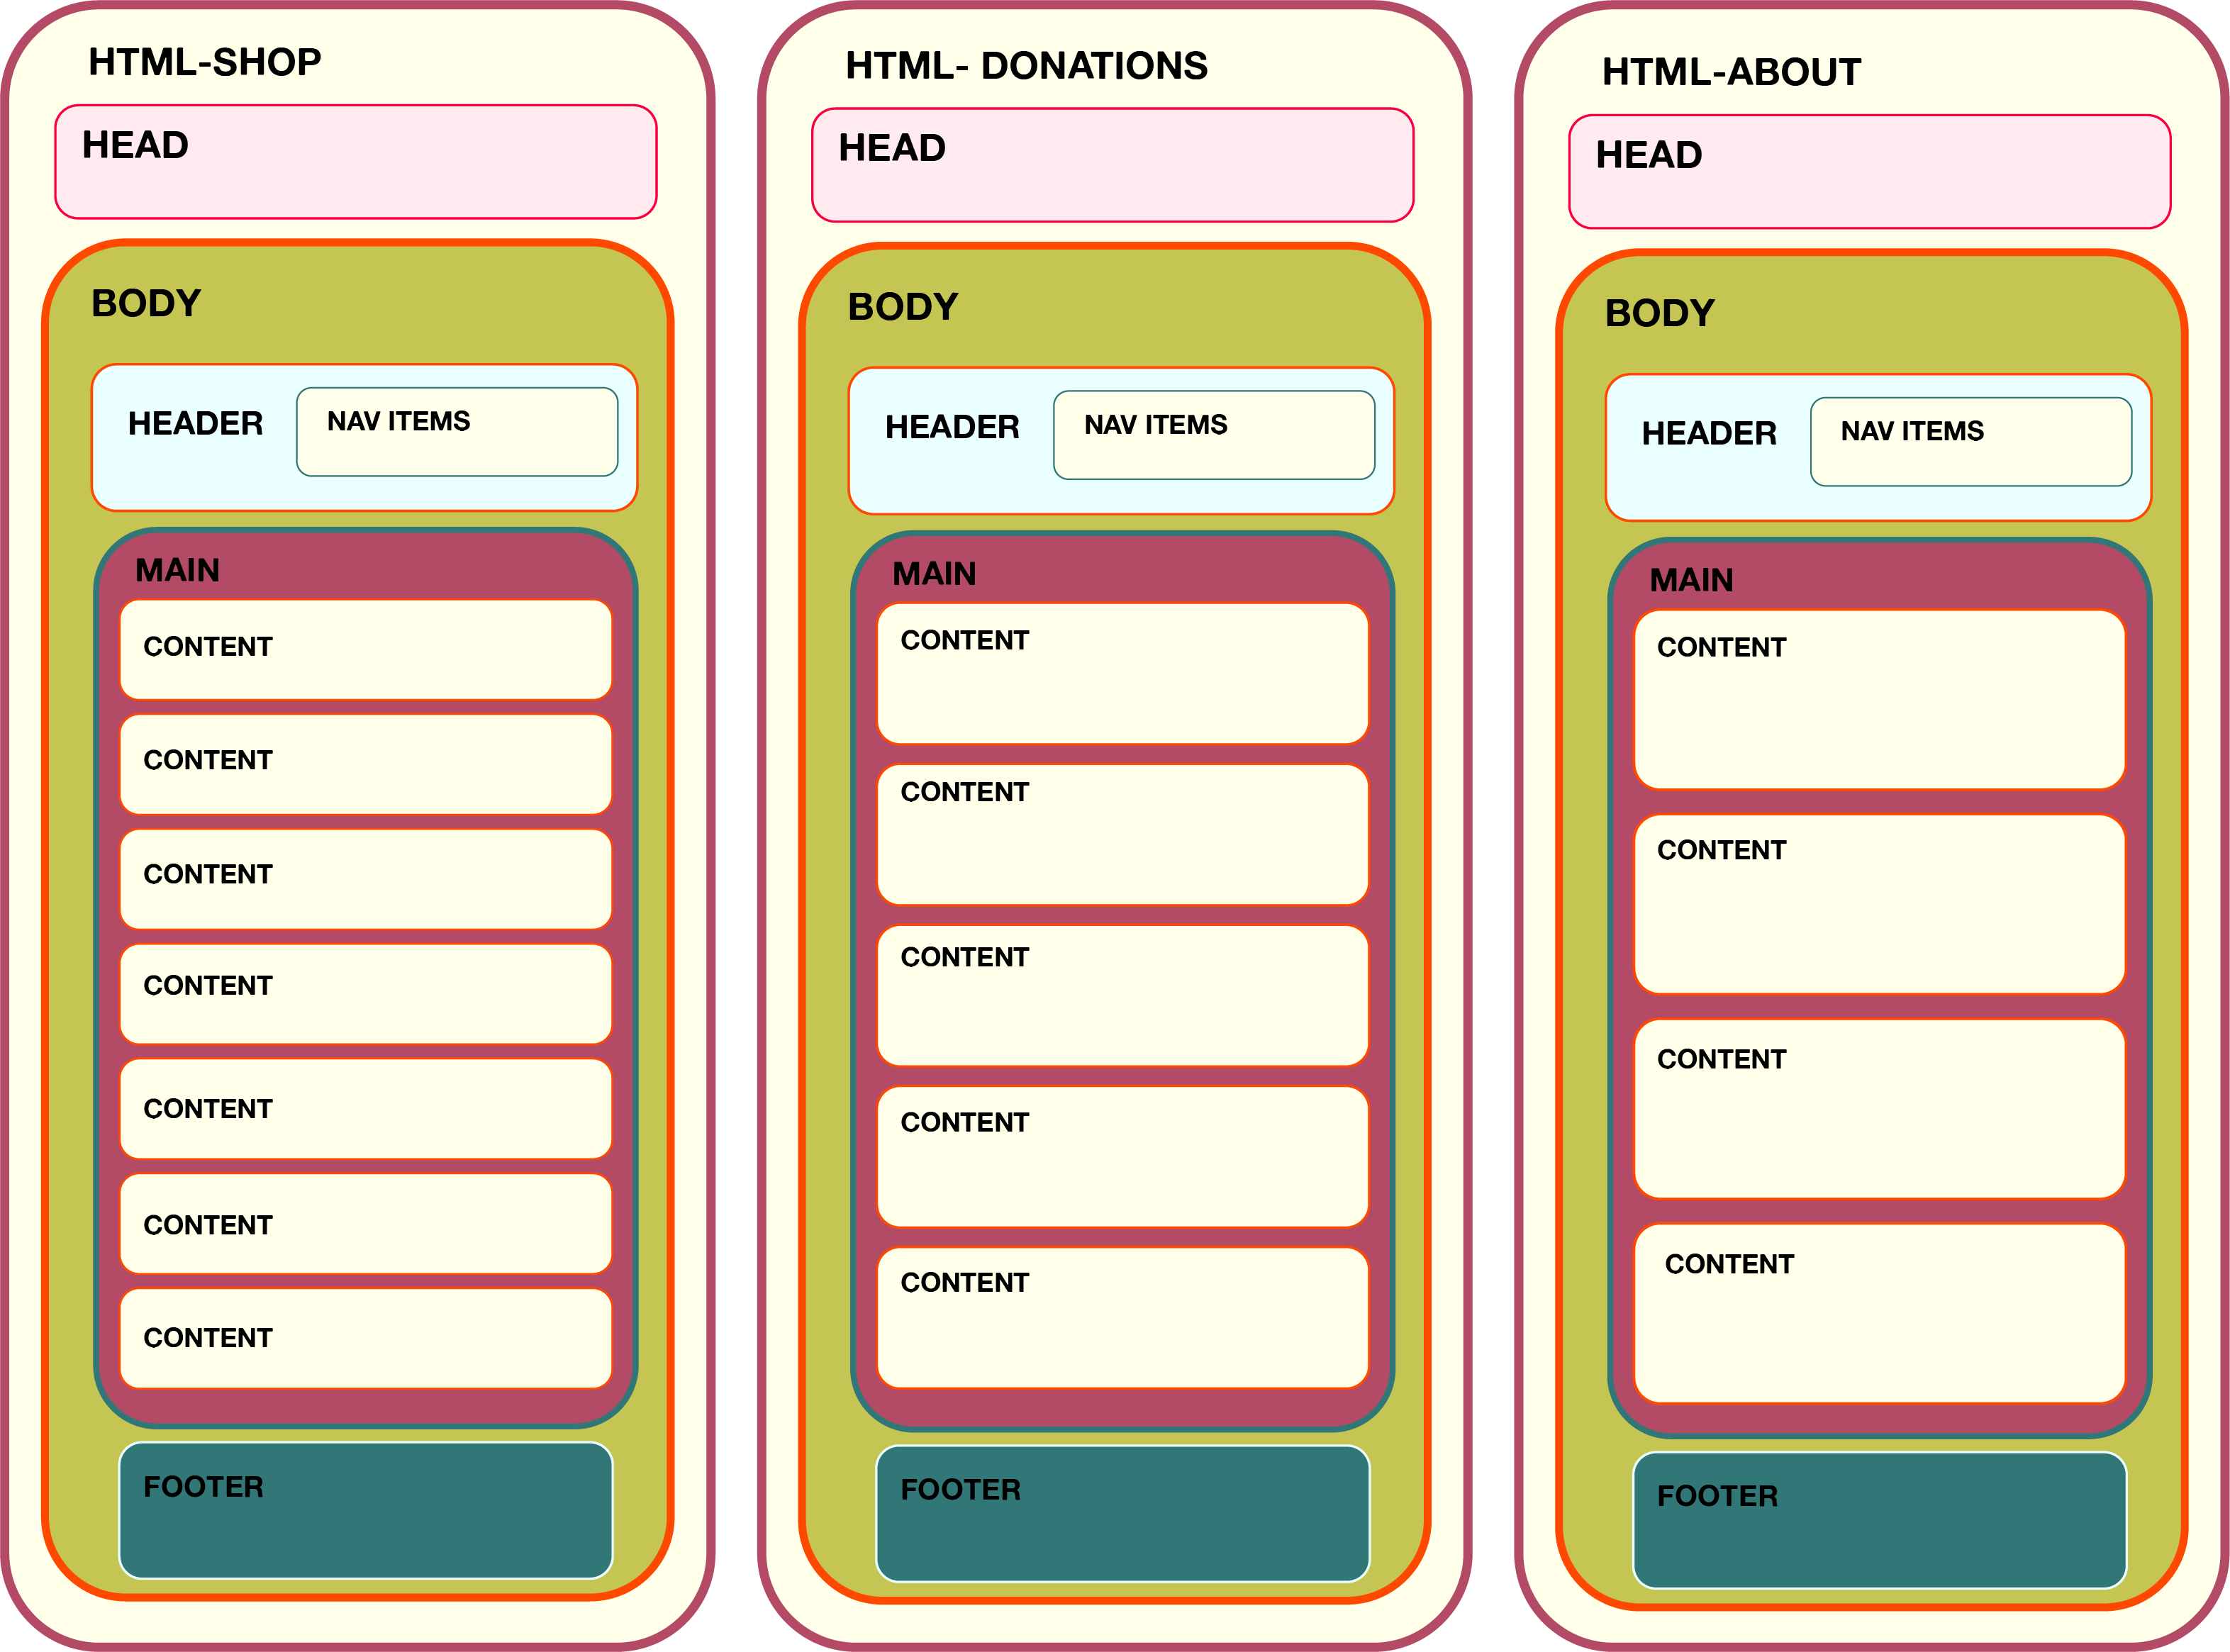 HTML-SHOP
HEAD
BODY
HEADER
NAV ITEMS
MAIN
CONTENT
CONTENT
CONTENT
CONTENT
CONTENT
CONTENT
CONTENT
FOOTER
HTML- DONATIONS
HEAD
BODY
HEADER
NAV ITEMS
MAIN
CONTENT
CONTENT
CONTENT
CONTENT
CONTENT
FOOTER
HTML-ABOUT
HEAD
BODY
HEADER
NAV ITEMS
MAIN
CONTENT
CONTENT
CONTENT
CONTENT
FOOTER